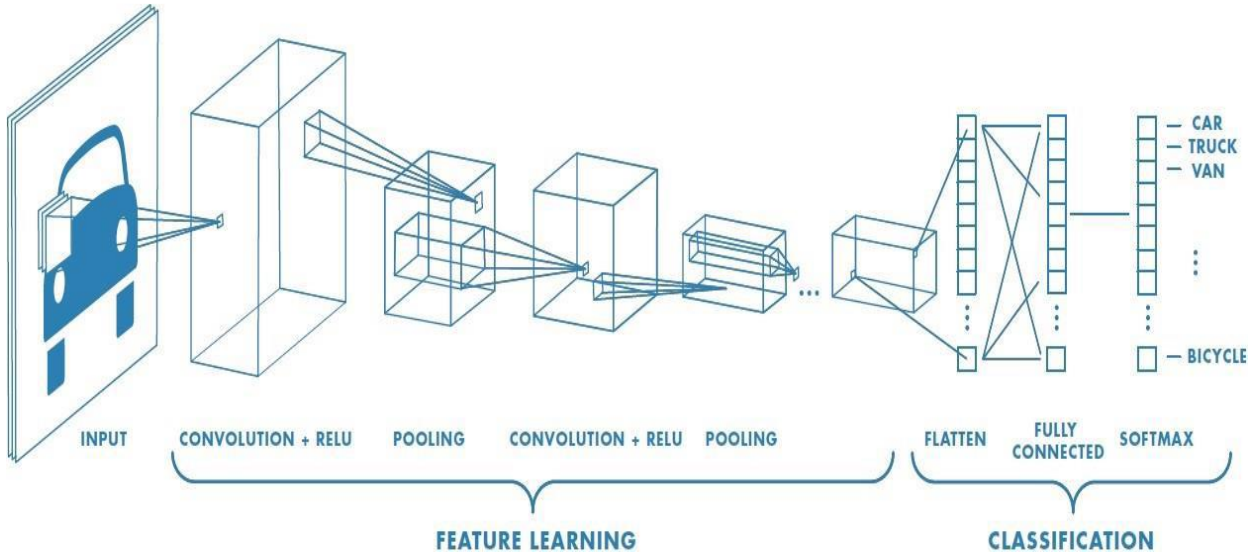 CAR
TRUCK
VAN
BICYCLE
INPUT
CONVOLUTION + RELU
POOLING
CONVOLUTION + RELU
POOLING
FLATTEN
FULLY
CONNECTED
SOFTMAX
FEATURE LEARNING
CLASSIFICATION